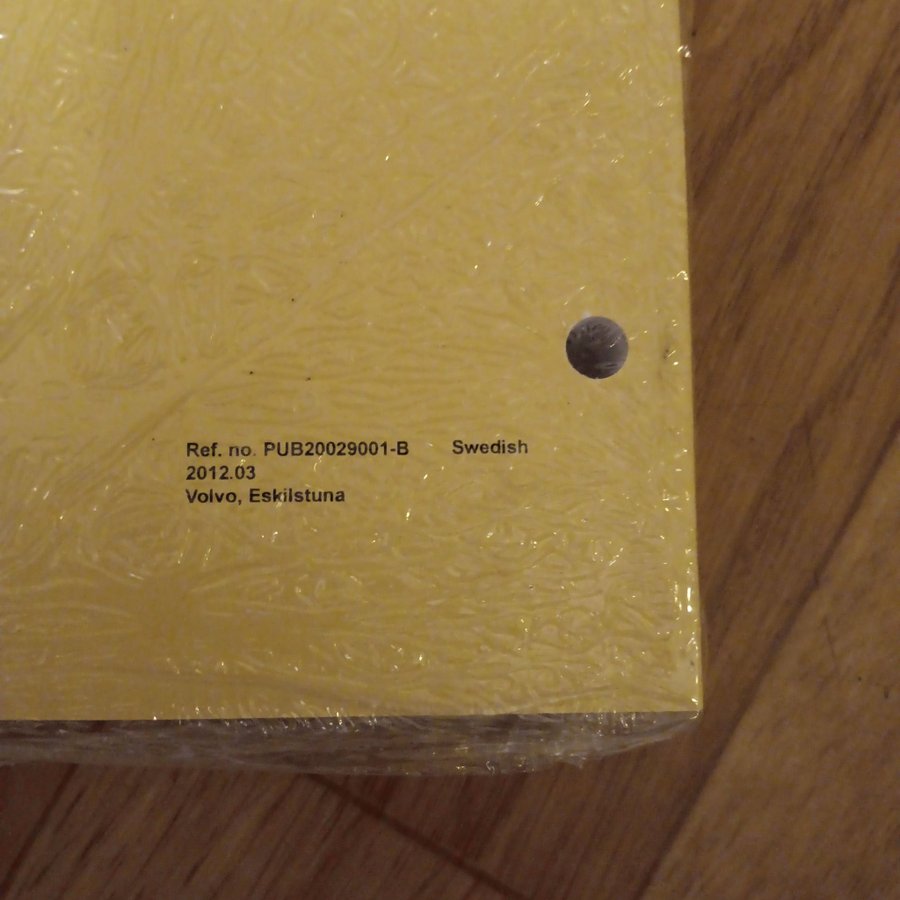 Ref. no. PUB20029001-B Swedish
2012.03
Volvo, Eskilstuna